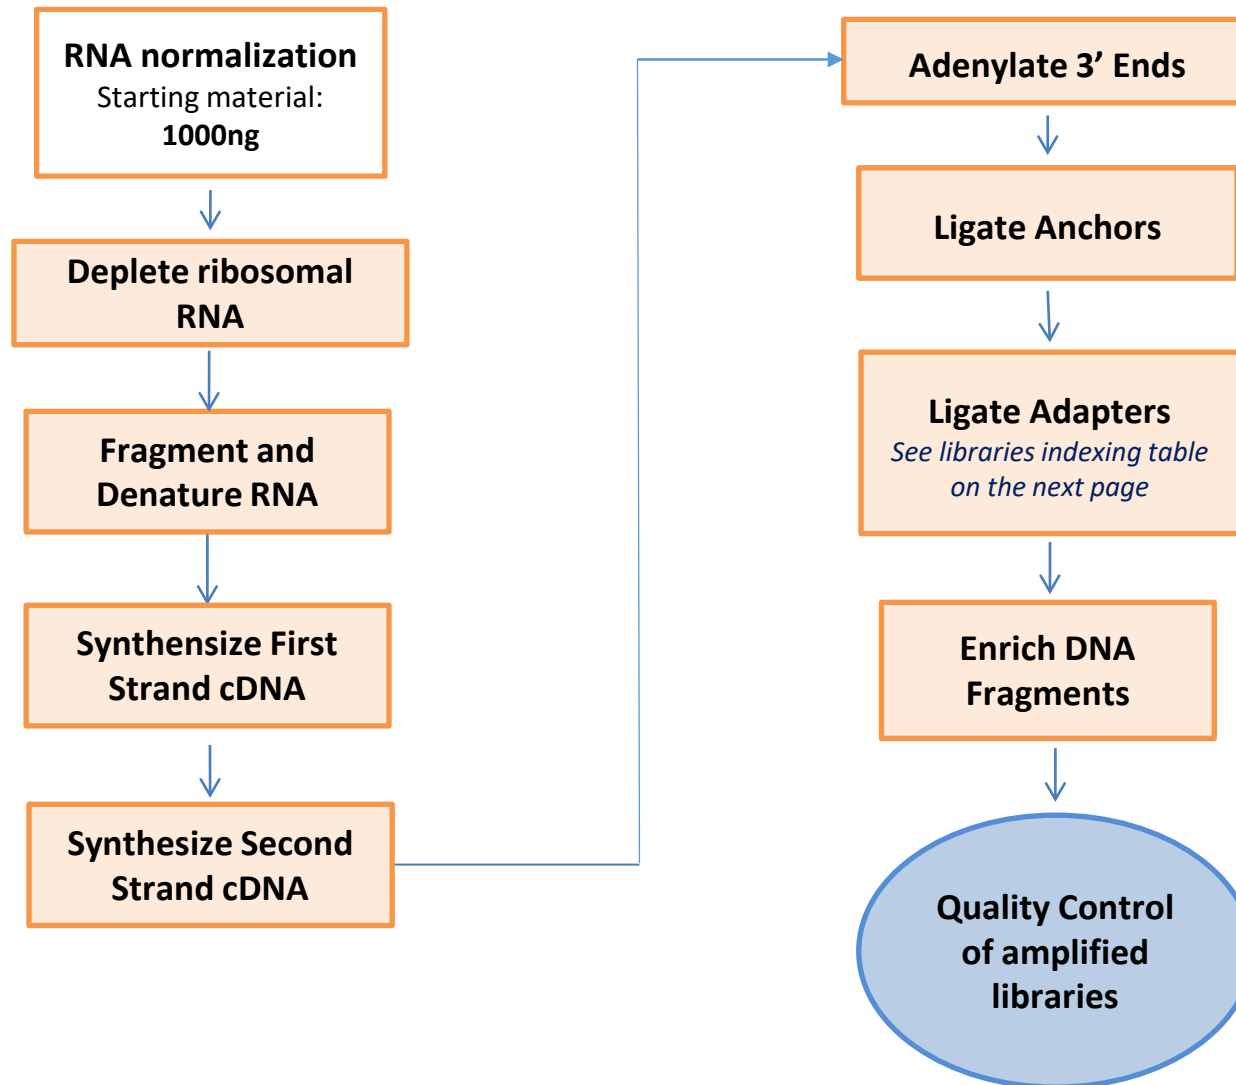 RNA normalization
Starting material:
1000ng
Deplete ribosomal
RNA
Fragment and
Denature RNA
Synthensize First
Strand cDNA
Synthesize Second
Strand cDNA
Adenylate 3’ Ends
Ligate Anchors
Ligate Adapters
See libraries indexing table
on the next page
Enrich DNA
Fragments
Quality Control
of amplified
libraries